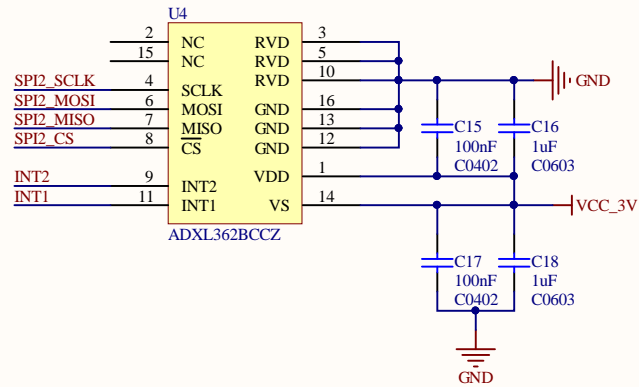 U4
2 NC RVD 3
15 NC RVD 5
RVD 10
SPI2_SCLK 4 SCLK
SPI2_MOSI 6 MOSI GND 16
SPI2_MISO 7 MISO GND 13
SPI2_CS 8 CS GND 12
VDD 1
INT2 9 INT2
INT1 11 INT1 VS 14
ADXL362BCCZ
GND
C15
100nF
C0402
C16
1uF
C0603
VCC_3V
C17
100nF
C0402
C18
1uF
C0603
GND